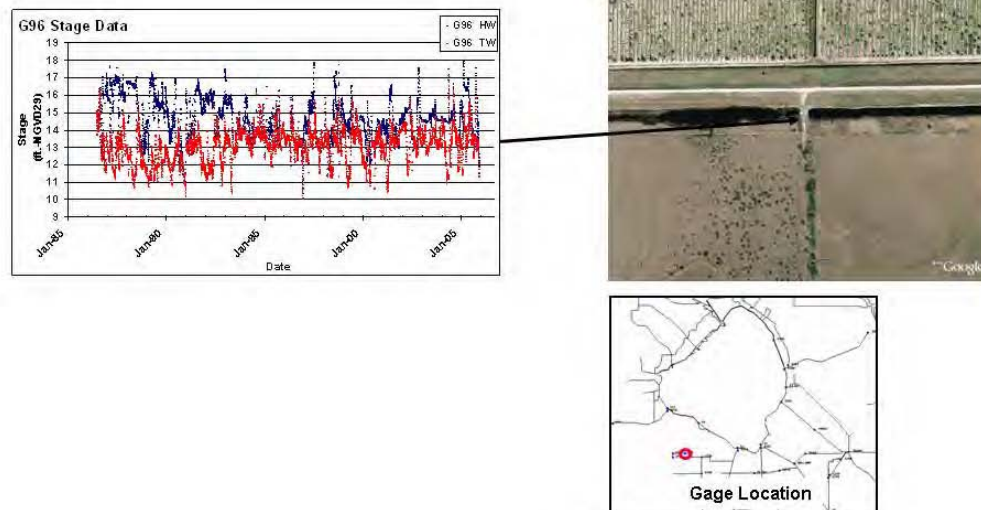 G96 Stage Data
- G96 HW
- G96 TW
19
18
17
16
15
14
13
12
11
10
9
Stage
(ft.-NGVD29)
Jan-85
Jan-90
Jan-95
Jan-00
Jan-05
Date
Google
Gage Location